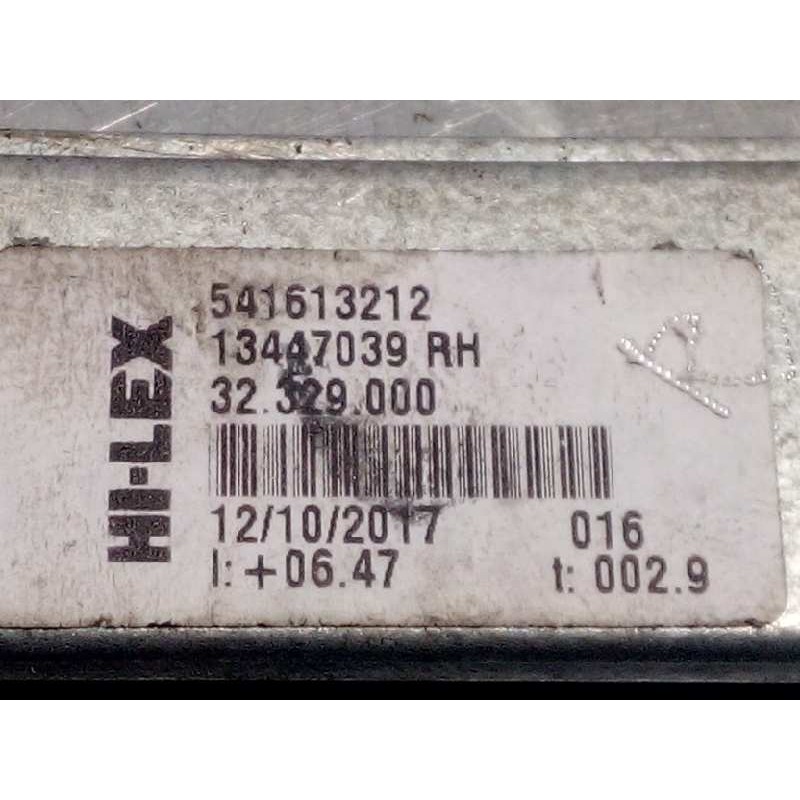 HI-LEX
541613212
13447039 RH
32.329.000
12/10/2017 016
I: +06.47 t: 002.9